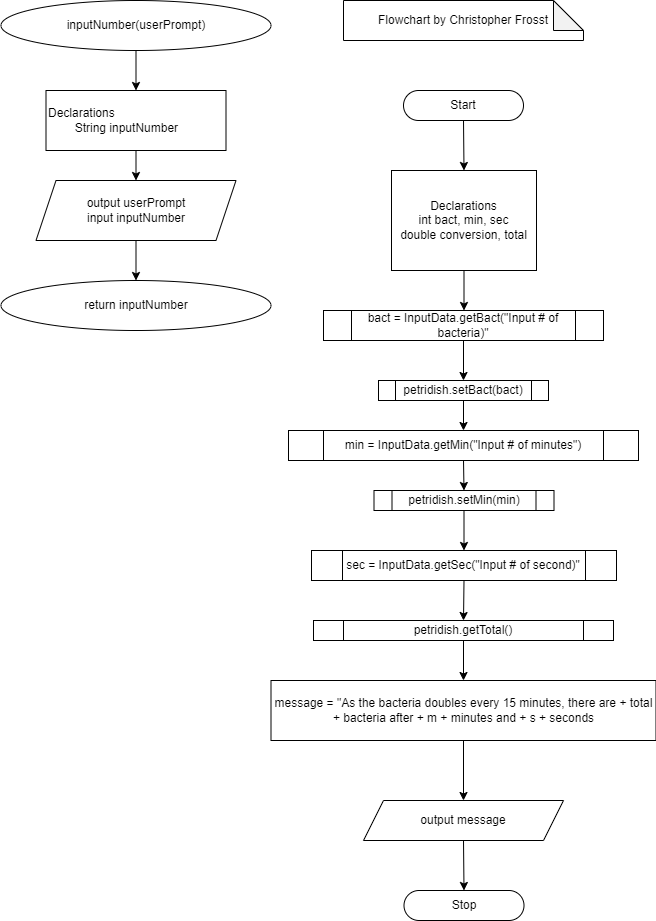 inputNumber(userPrompt)
Declarations
String inputNumber
output userPrompt
input inputNumber
return inputNumber
Flowchart by Christopher Frosst
Start
Declarations
int bact, min, sec
double conversion, total
bact = InputData.getBact("Input # of
bacteria)"
petridish.setBact(bact)
min = InputData.getMin("Input # of minutes")
petridish.setMin(min)
sec = InputData.getSec("Input # of second)"
petridish.getTotal()
message = "As the bacteria doubles every 15 minutes, there are + total
+ bacteria after + m + minutes and + s + seconds
output message
Stop